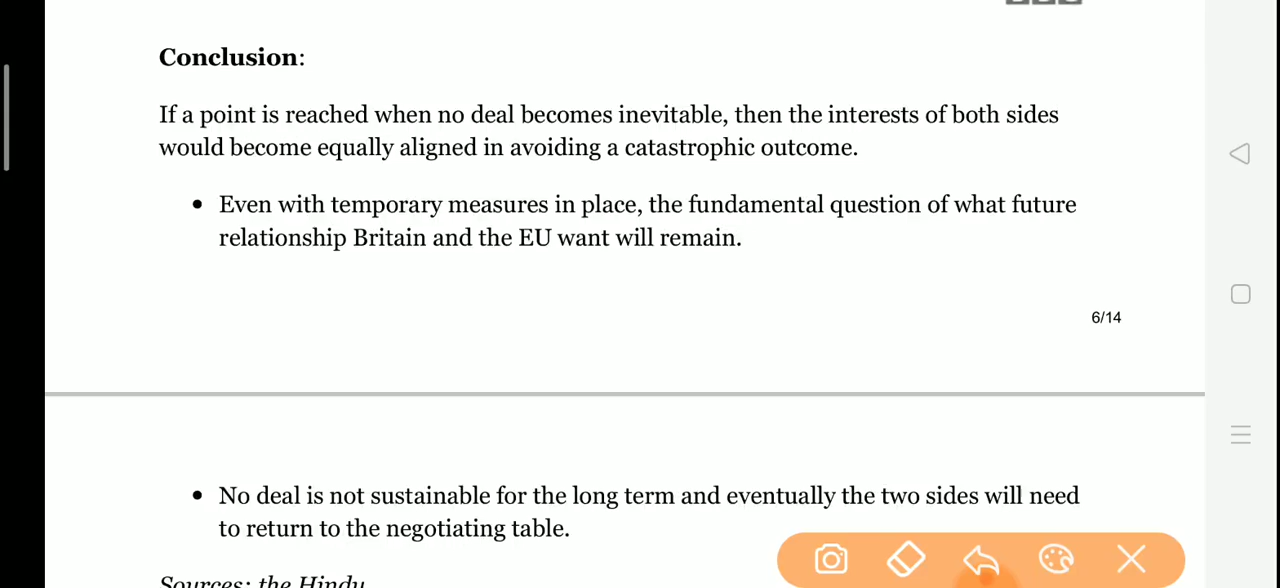 Conclusion:
If a point is reached when no deal becomes inevitable, then the interests of both sides
would become equally aligned in avoiding a catastrophic outcome.
• Even with temporary measures in place, the fundamental question of what future
relationship Britain and the EU want will remain.
6/14
• No deal is not sustainable for the long term and eventually the two sides will need
to return to the negotiating table.
Sources: the Hindu